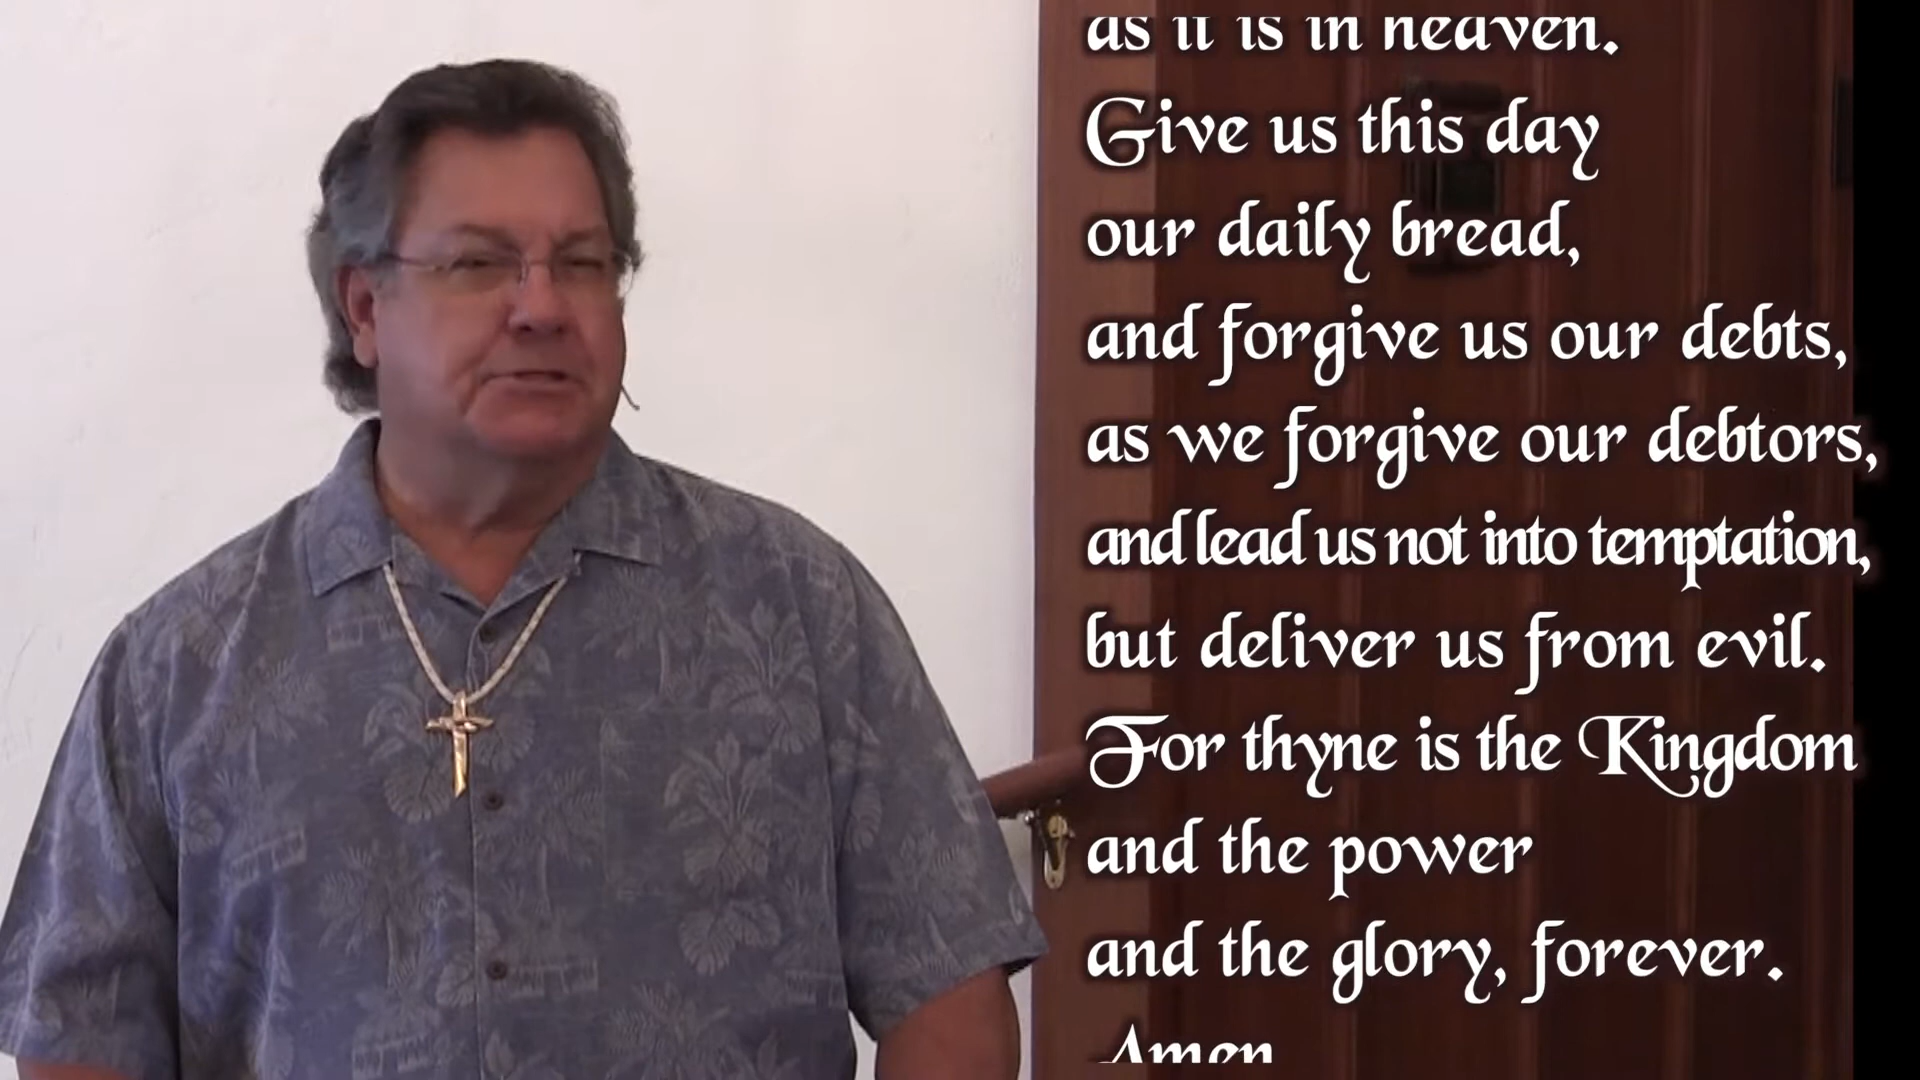 as it is in heaven.
Give us this day
our daily bread,
and forgive us our debts,
as we forgive our debtors,
and lead us not into temptation,
but deliver us from evil.
For thyne is the Kingdom
and the power
and the glory, forever.
Amen